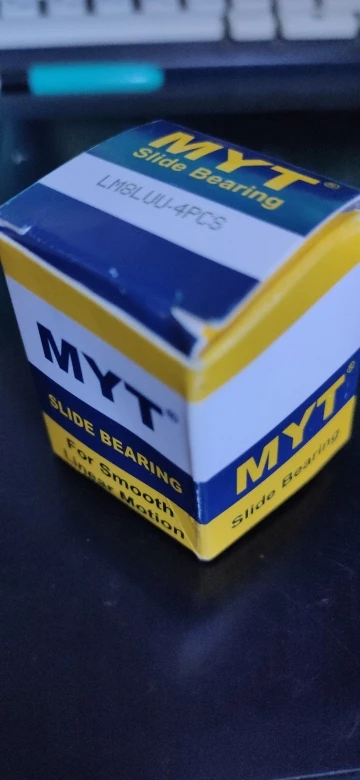 MYT®
Slide Bearing
LM8LUU-4PCS
MYT®
SLIDE BEARING
For Smooth
Linear Motion
MYT®
Slide Bearing